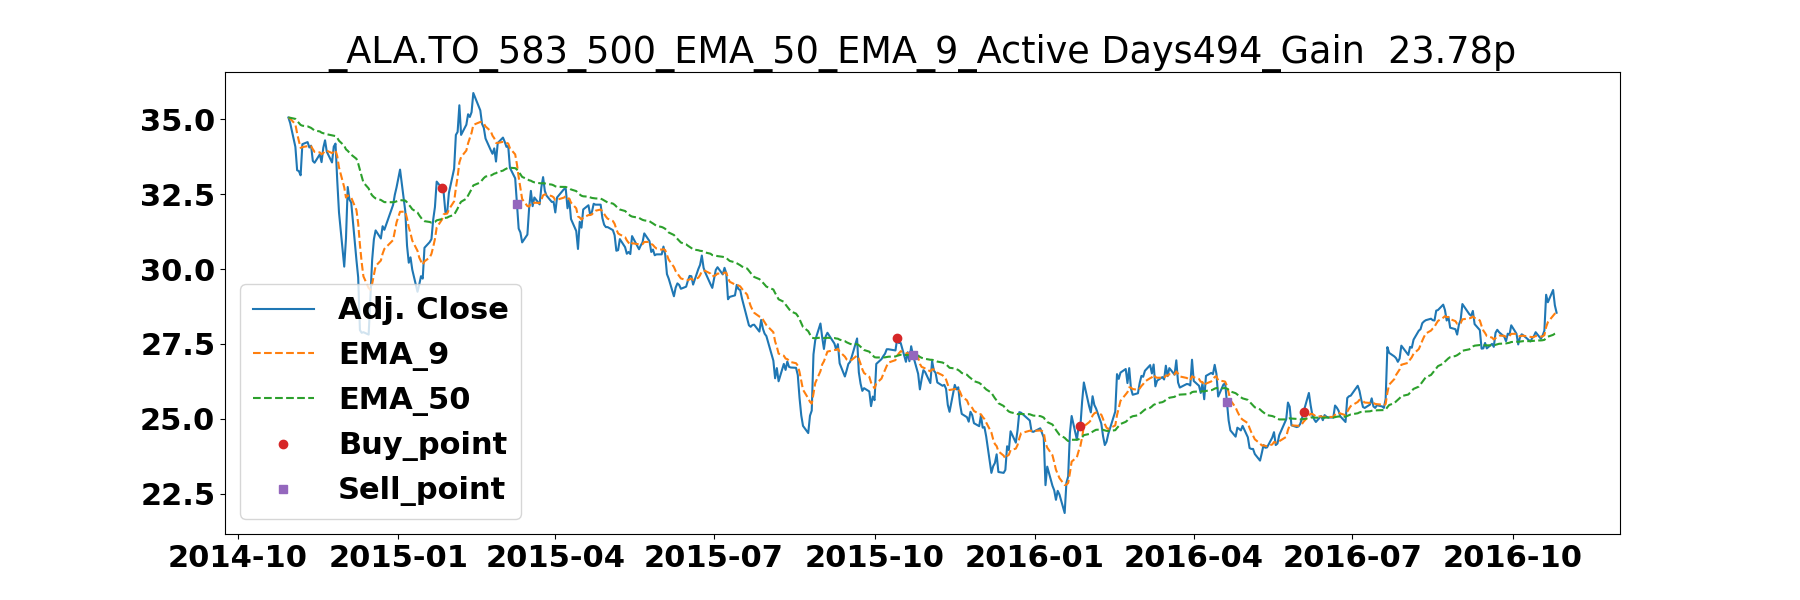 _ALA.TO_583_500_EMA_50_EMA_9_Active Days494_Gain  23.78p
35.0
32.5
30.0
27.5
25.0
22.5
Adj. Close
EMA_9
EMA_50
Buy_point
Sell_point
2014-10 2015-01 2015-04 2015-07 2015-10 2016-01 2016-04 2016-07 2016-10